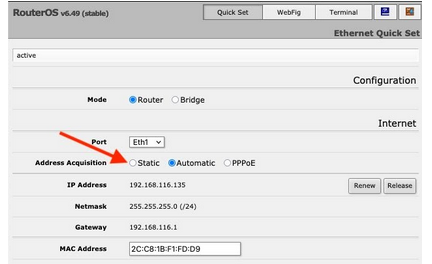 RouterOS v6.49 (stable)
Quick Set WebFig Terminal
Ethernet Quick Set
active
Configuration
Mode Router Bridge
Internet
Port Eth1
Address Acquisition Static Automatic PPPoE
IP Address 192.168.116.135 Renew Release
Netmask 255.255.255.0 (/24)
Gateway 192.168.116.1
MAC Address 2C:C8:1B:F1:FD:D9